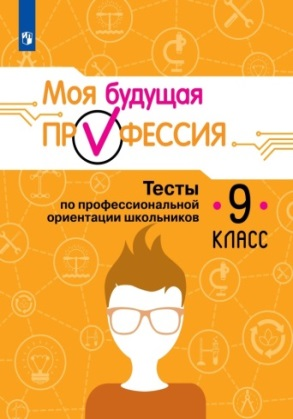 Моя будущая
ПРОФЕССИЯ
Тесты
по профессиональной
ориентации школьников
• 9 •
КЛАСС